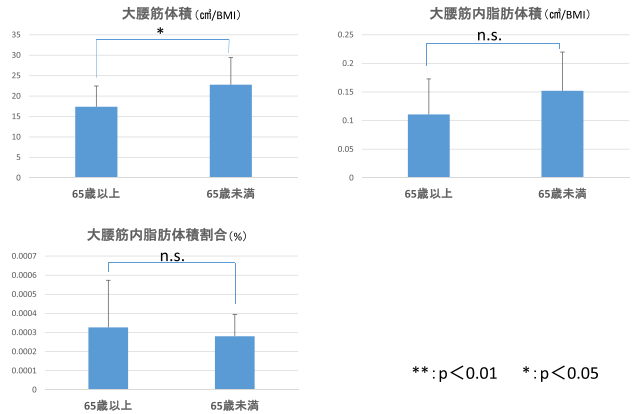 大腰筋体積(㎤/BMI)
35
30
25
20
15
10
5
0
*
65歳以上 65歳未満
大腰筋内脂肪体積(㎤/BMI)
0.25
0.2
0.15
0.1
0.05
0
n.s.
65歳以上 65歳未満
大腰筋内脂肪体積割合(%)
0.0007
0.0006
0.0005
0.0004
0.0003
0.0002
0.0001
0
n.s.
65歳以上 65歳未満
**:p<0.01 *:p<0.05